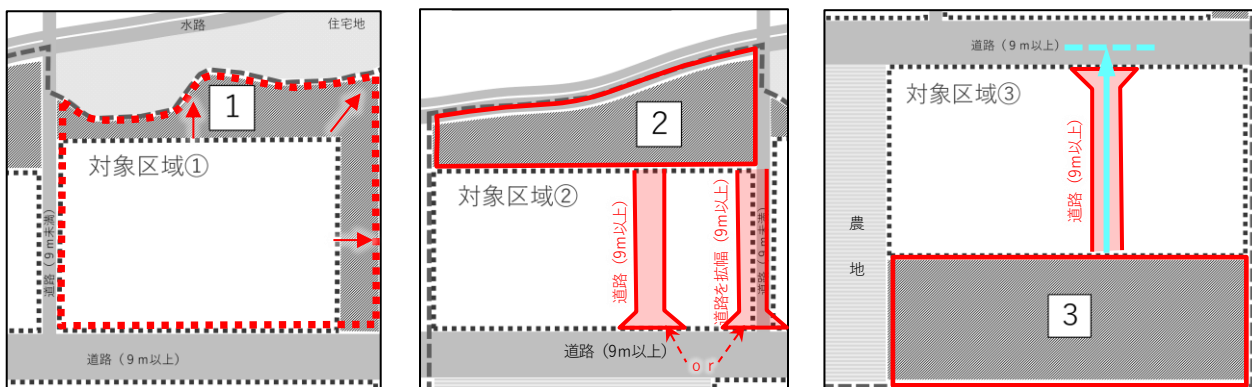 水路
住宅地
1
対象区域①
道路（９ｍ未満）
道路（９ｍ以上）
2
対象区域②
道路（9m以上）
道路を拡幅（9m以上）
道路（９ｍ未満）
道路（9m以上）
ｏｒ
道路（９ｍ以上）
対象区域③
道路（9m以上）
農地
3